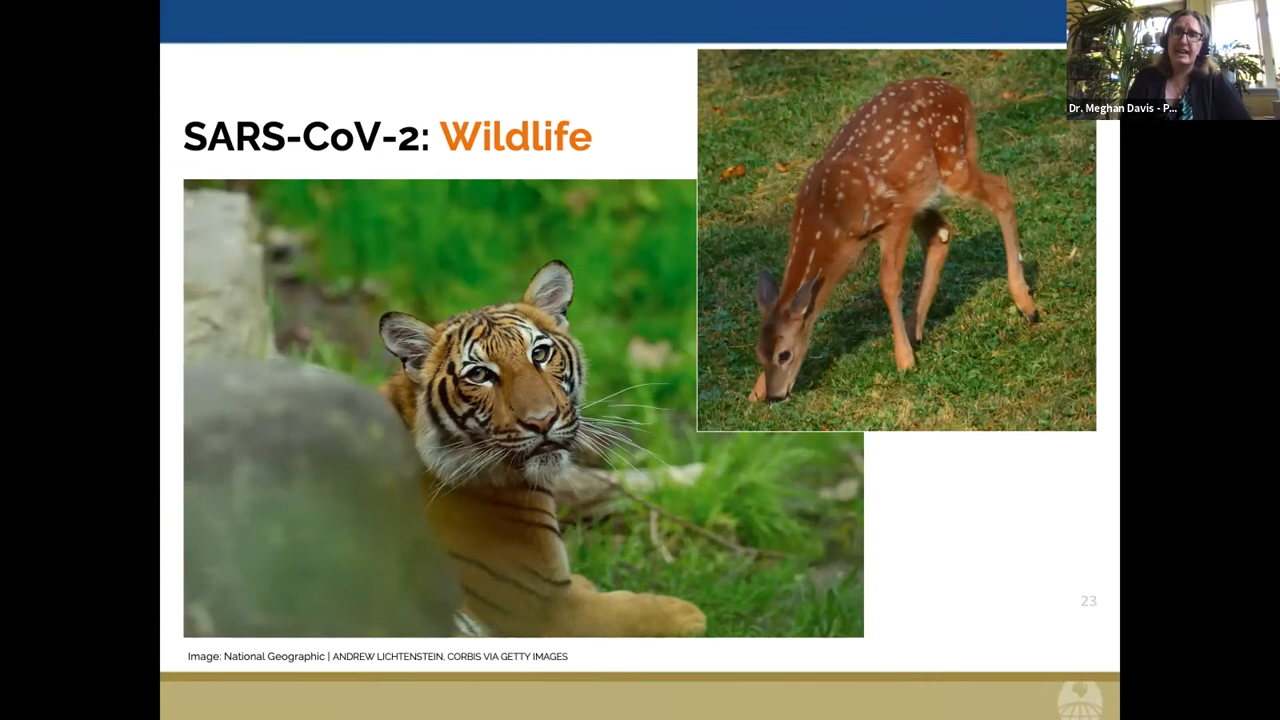 Dr. Meghan Davis - P...
SARS-CoV-2: Wildlife
23
Image: National Geographic | ANDREW LICHTENSTEIN, CORBIS VIA GETTY IMAGES